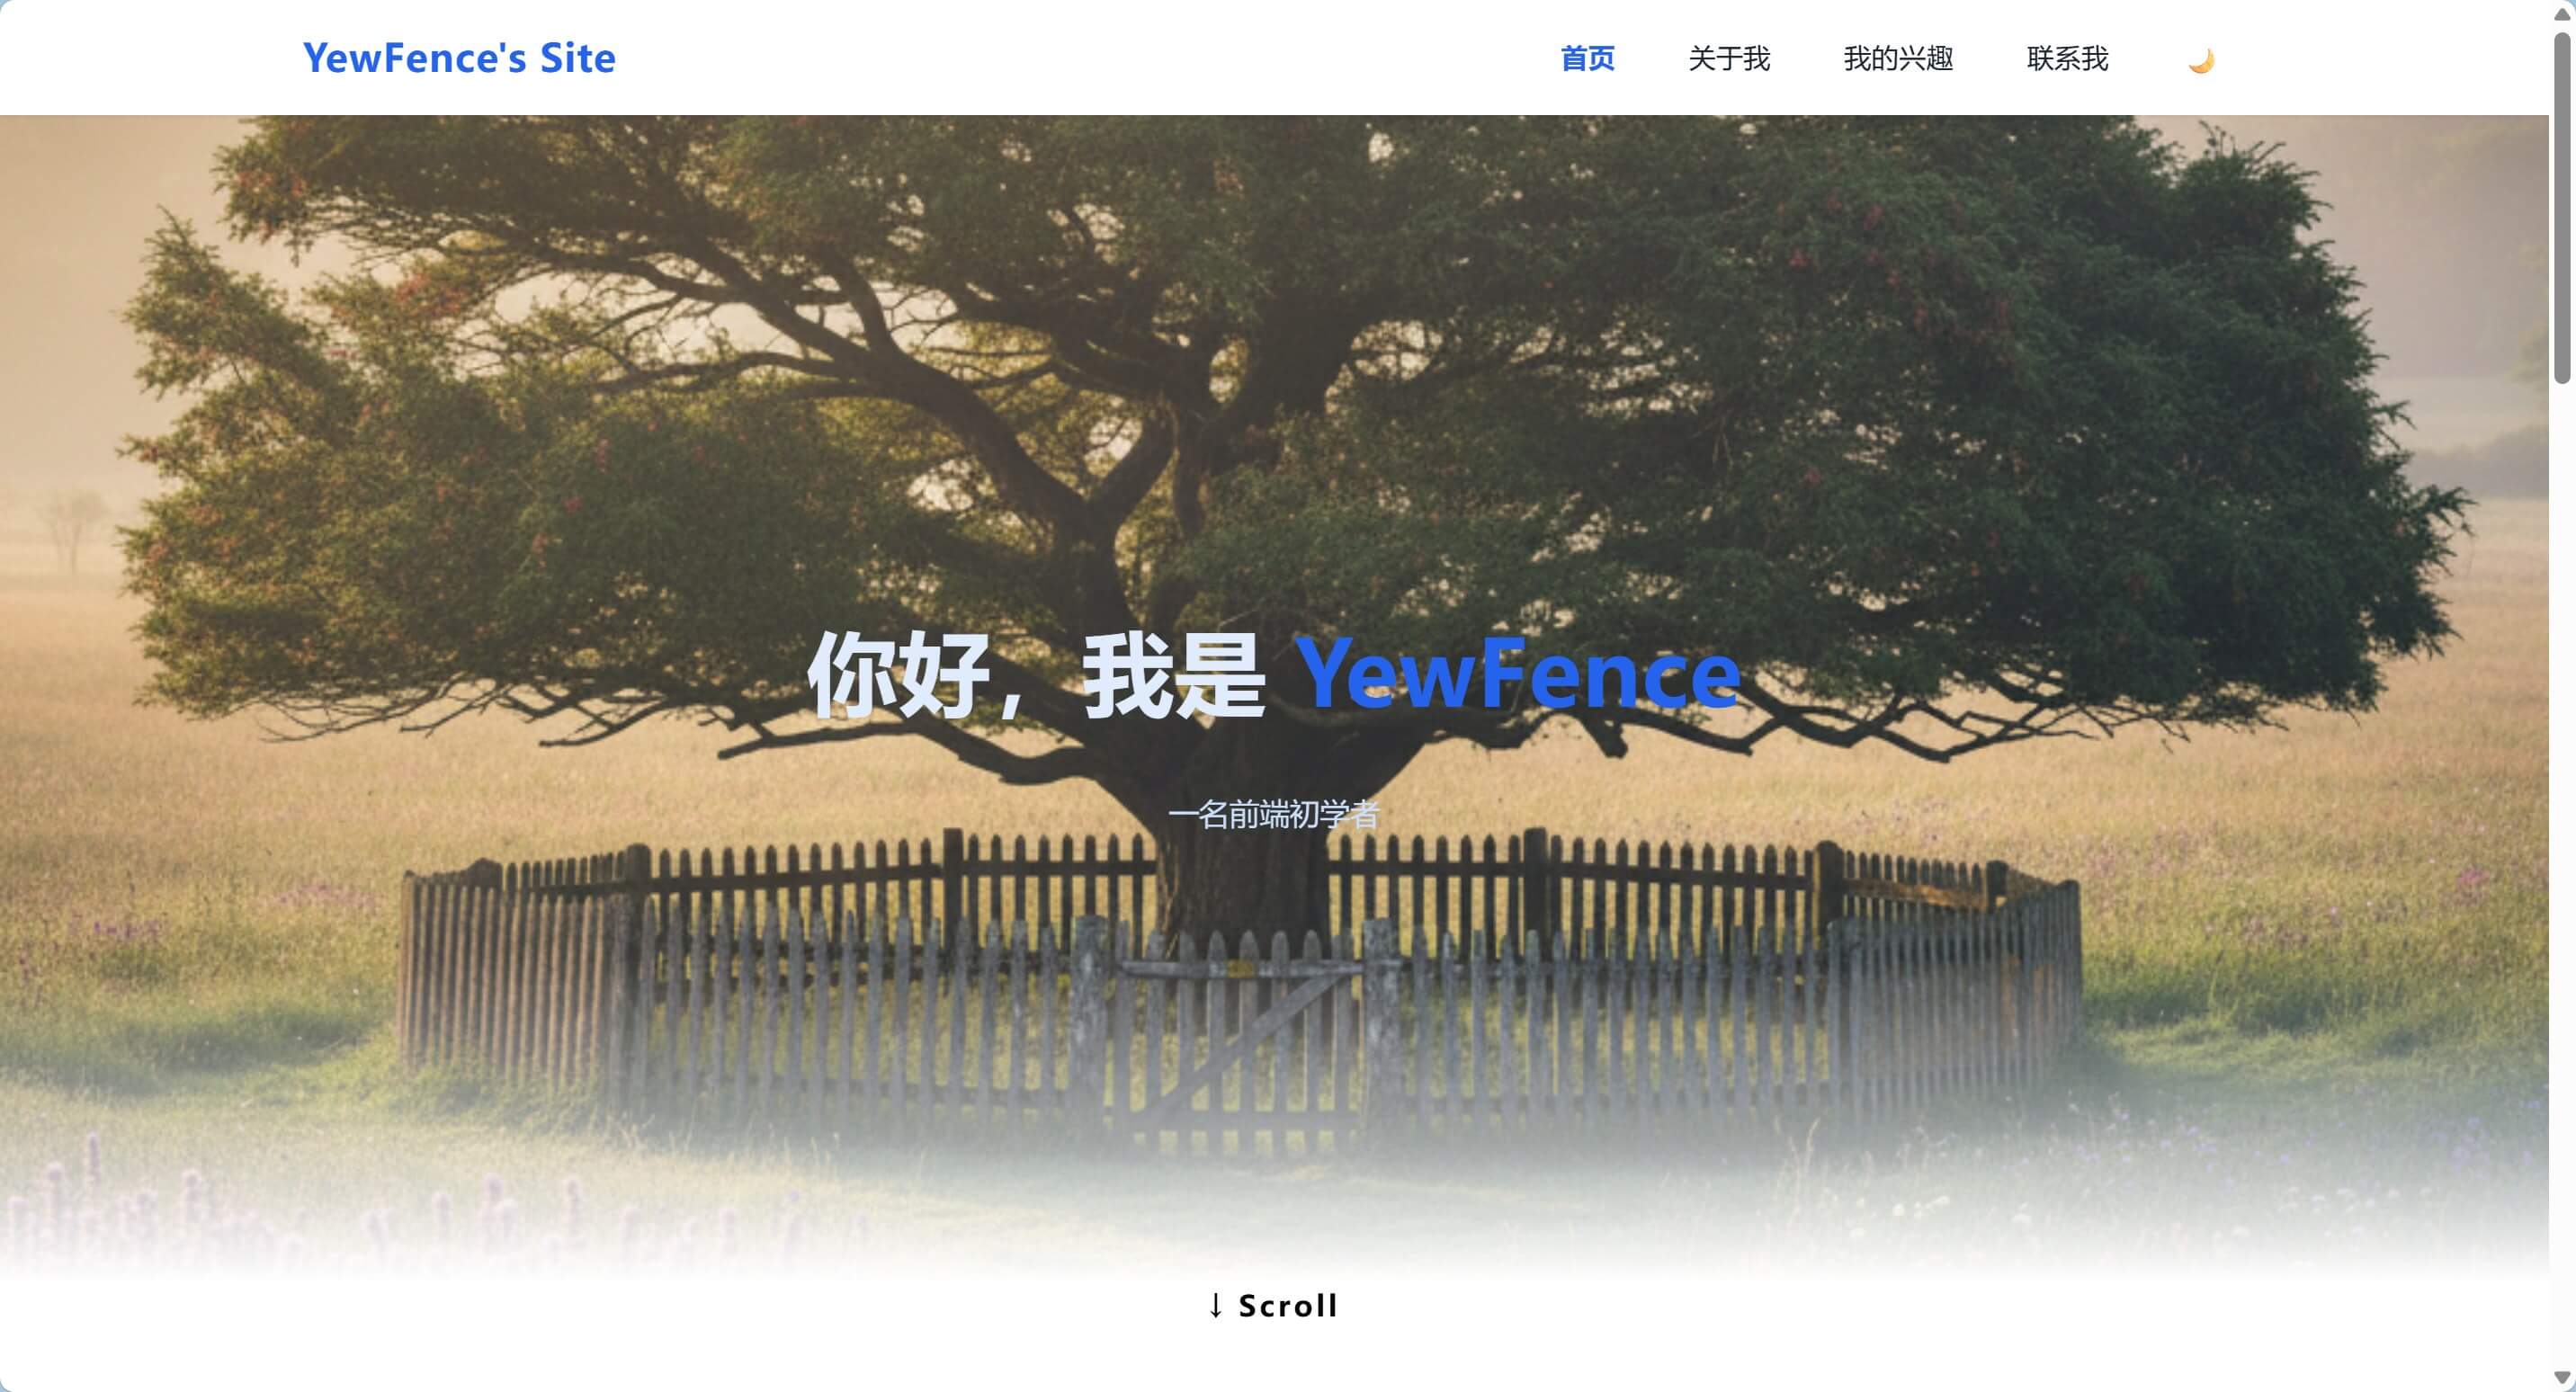 YewFence's Site
首页 关于我 我的兴趣 联系我
你好，我是 YewFence
一名前端初学者
↓ Scroll